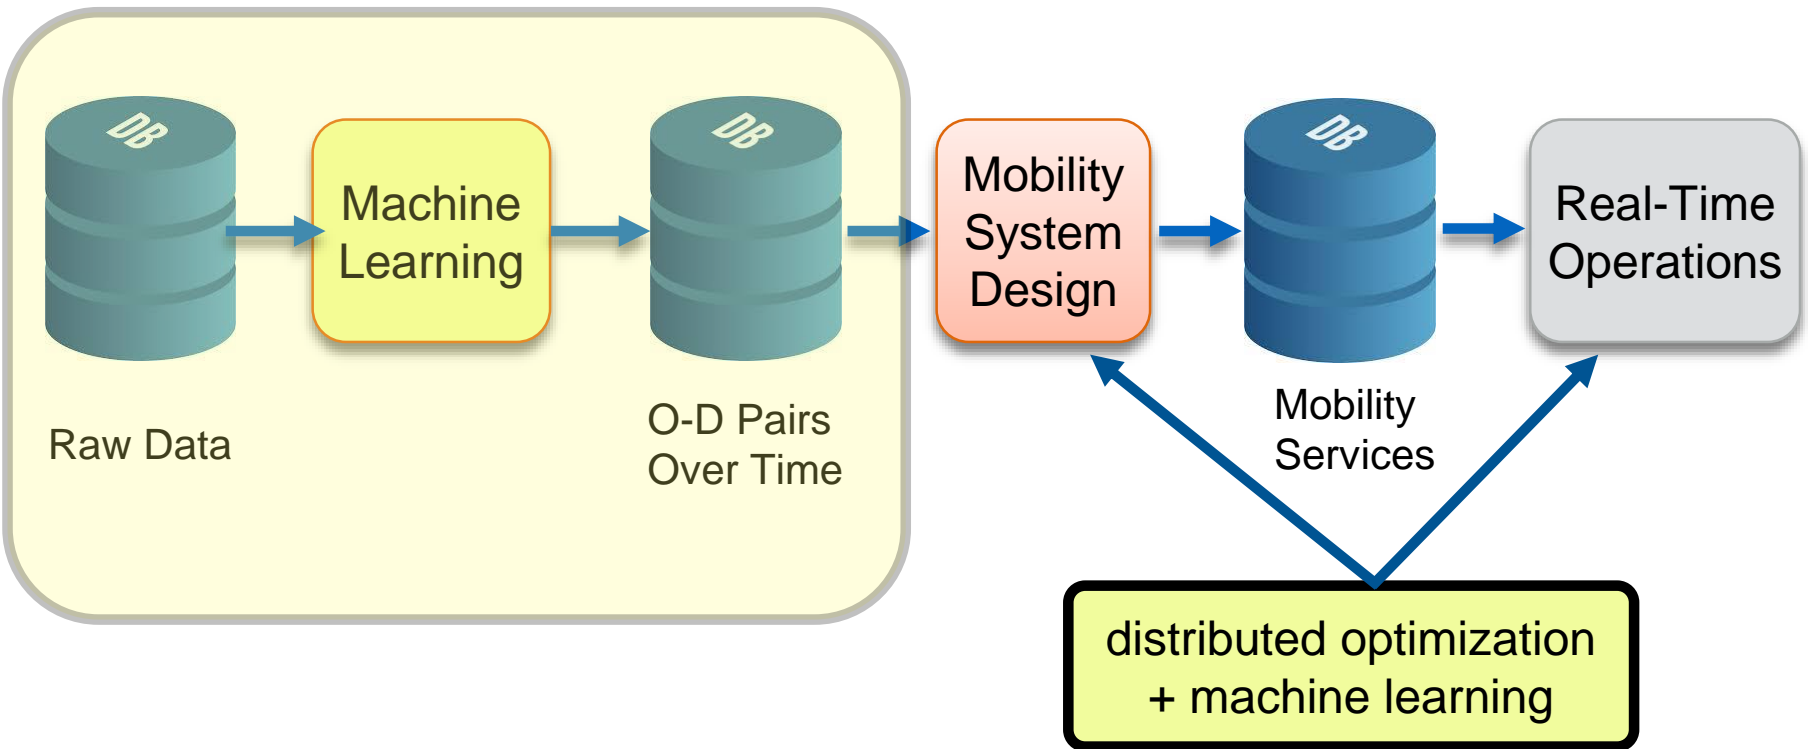 DB
DB
DB
Machine
Learning
Mobility
System
Design
Real-Time
Operations
Raw Data
O-D Pairs
Over Time
Mobility
Services
distributed optimization
+ machine learning